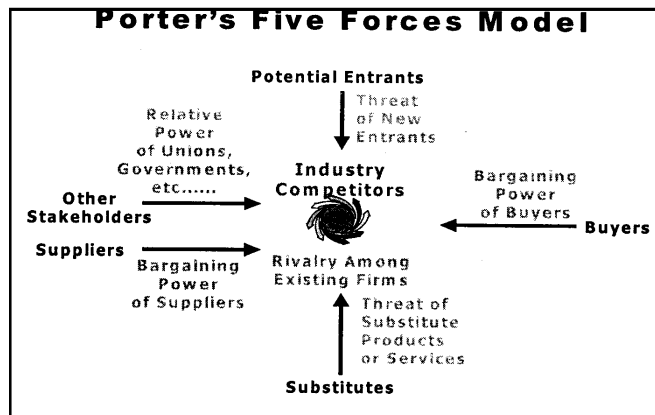 Porter's Five Forces Model
Potential Entrants
Threat
of New
Entrants
Relative
Power
of Unions,
Governments,
etc......
Other
Stakeholders
Industry
Competitors
Bargaining
Power
of Buyers
Buyers
Suppliers
Bargaining
Power
of Suppliers
Rivalry Among
Existing Firms
Threat of
Substitute
Products
or Services
Substitutes